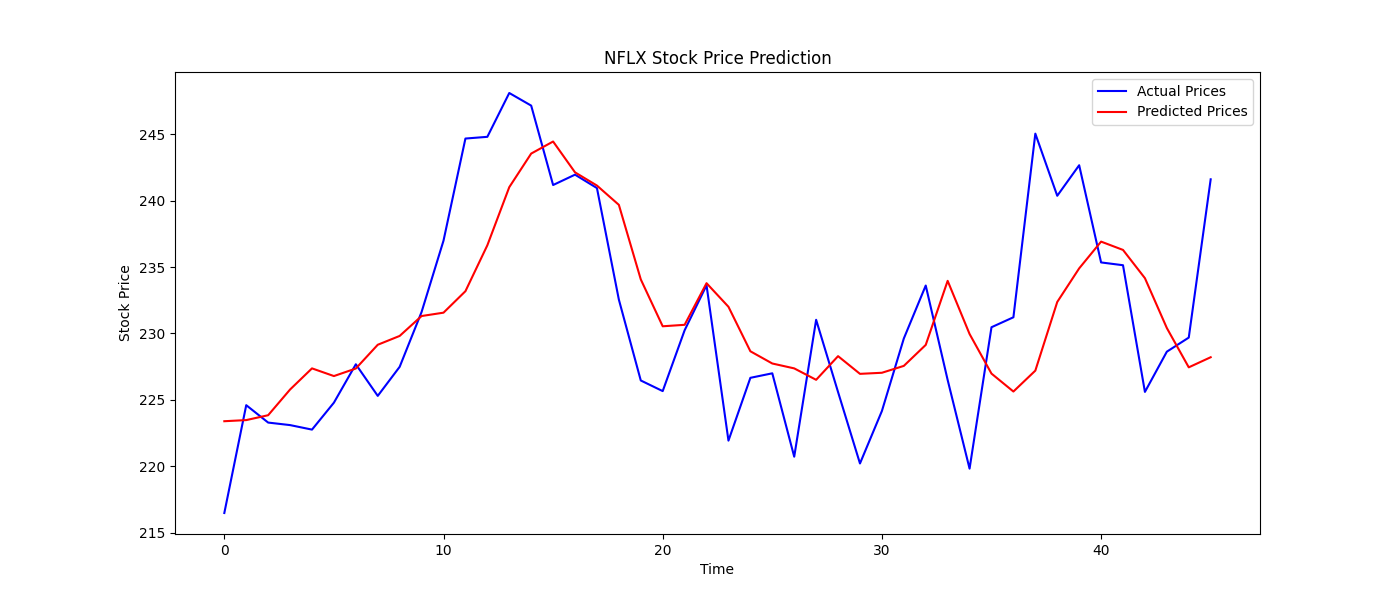 NFLX Stock Price Prediction
Actual Prices
Predicted Prices
Stock Price
245
240
235
230
225
220
215
0 10 20 30 40
Time